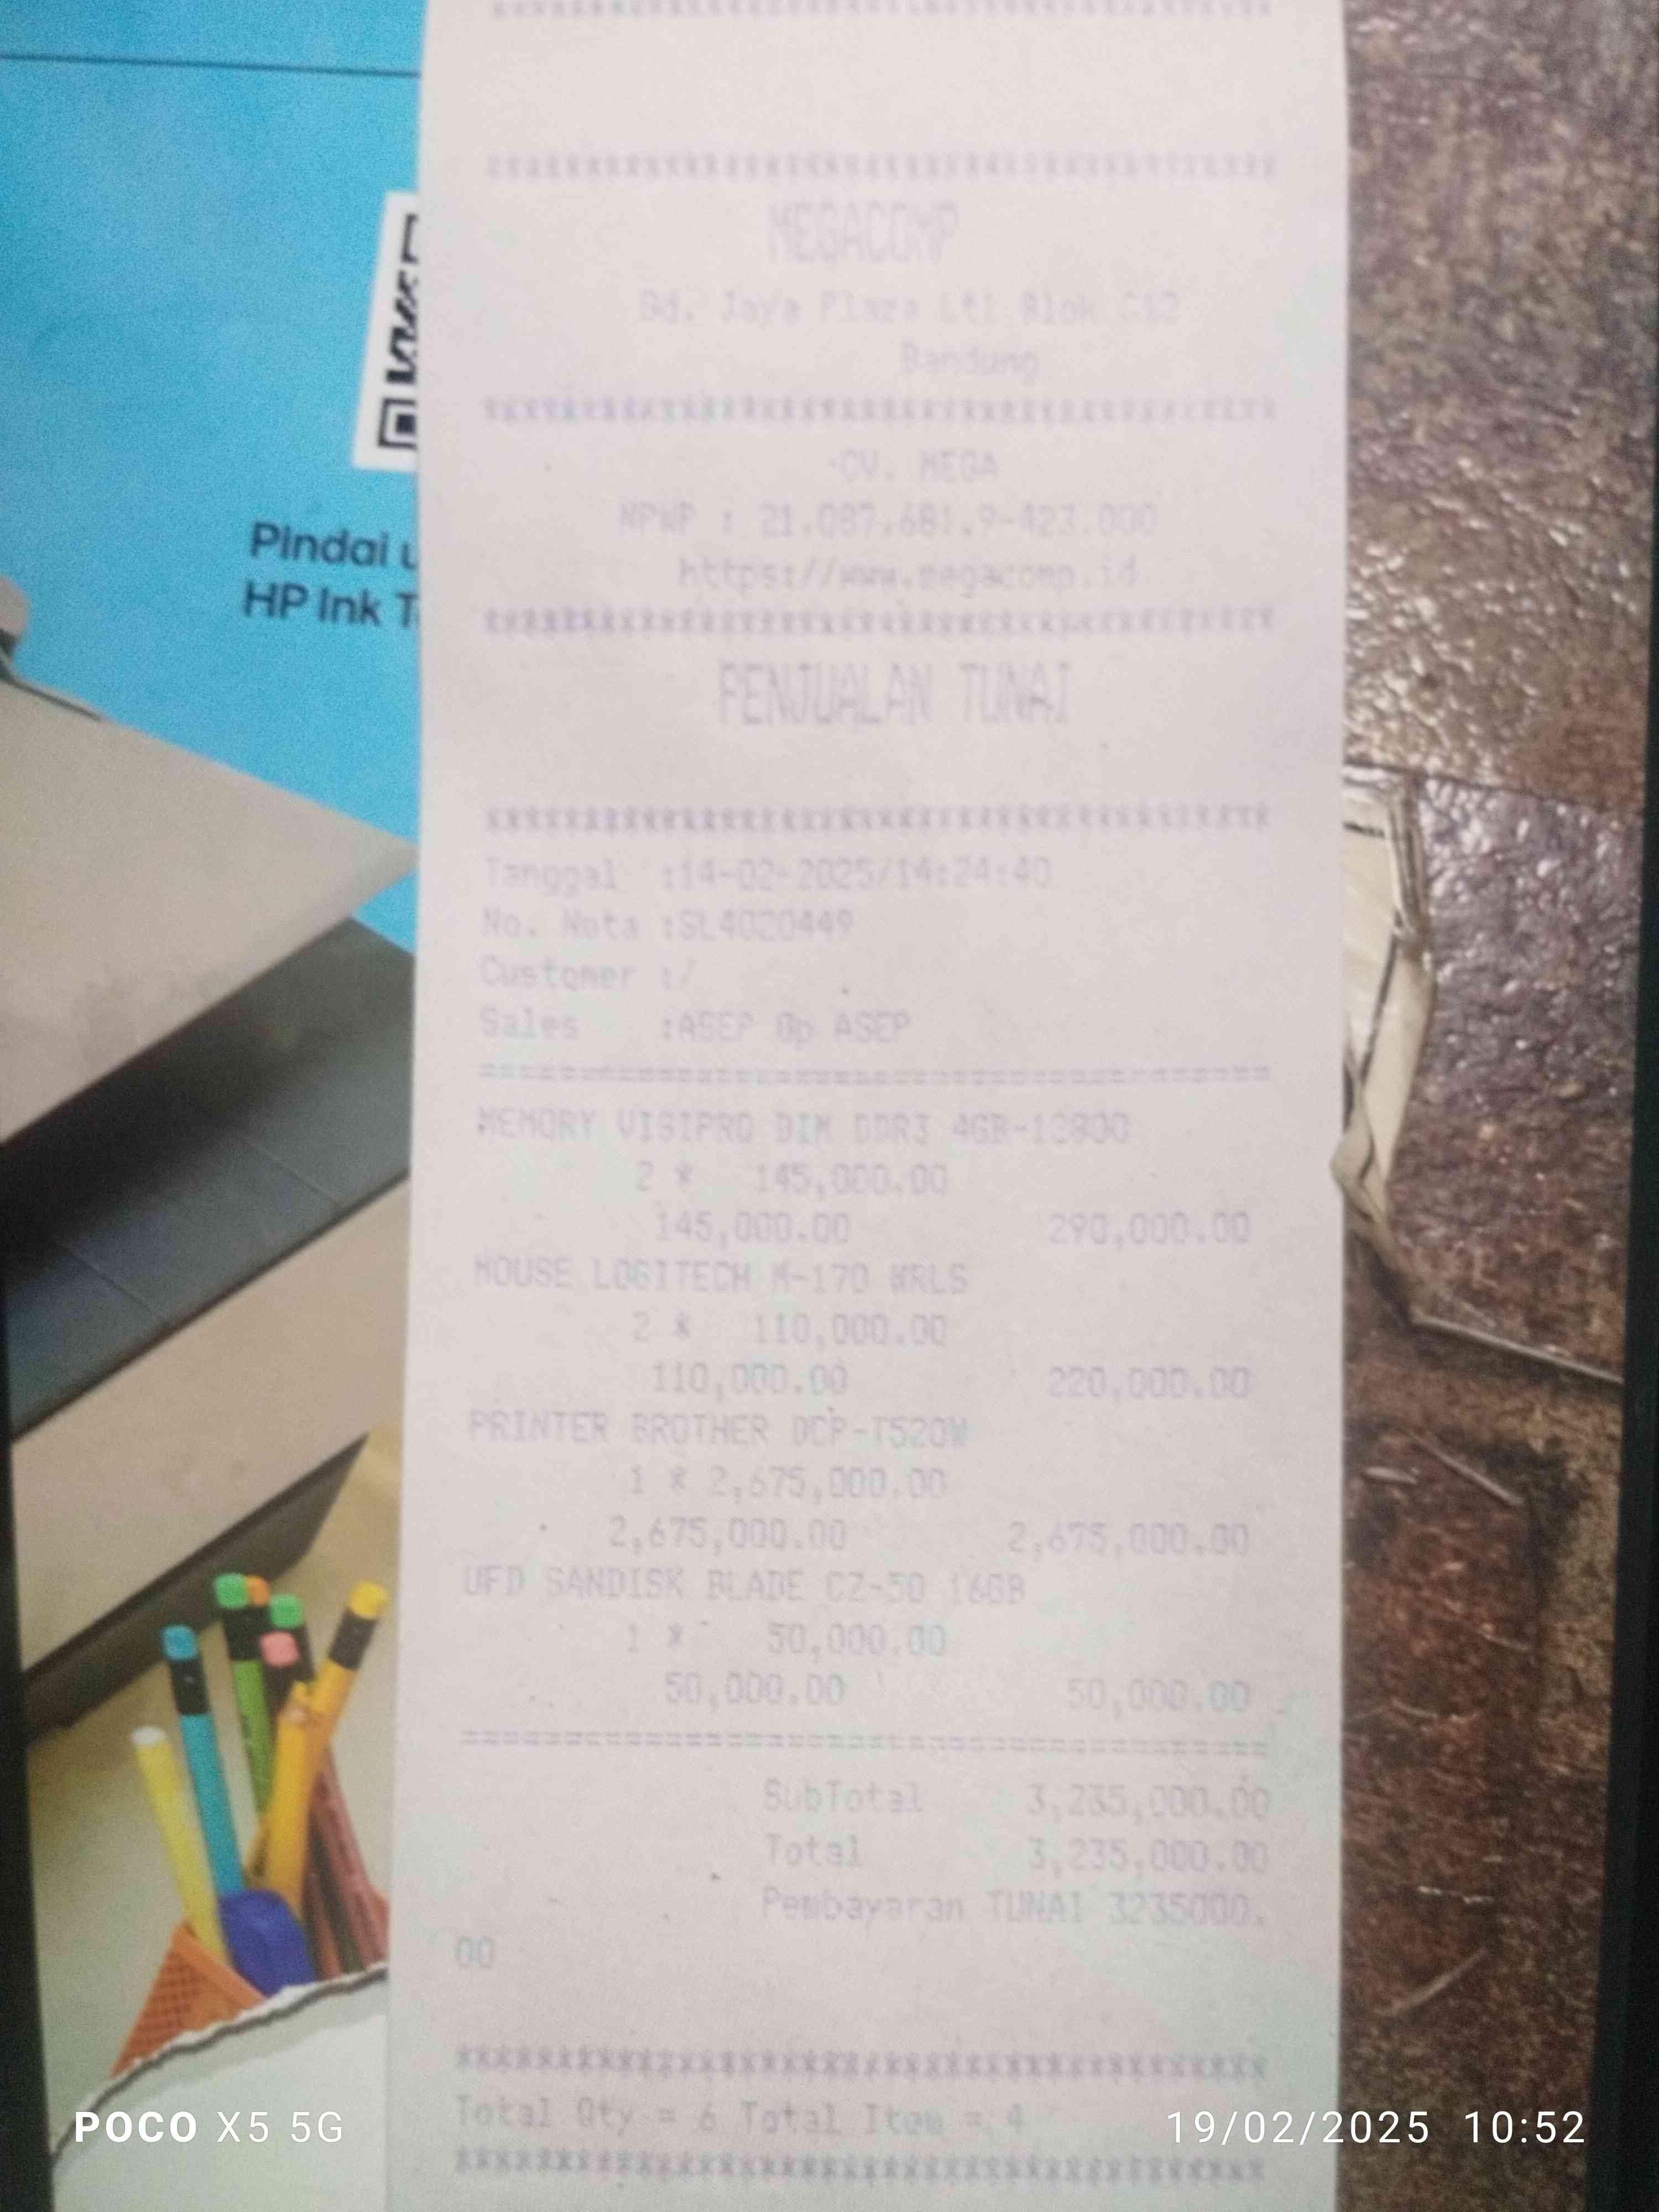 Pindai
HP Ink
MEGACOMP
Bd. Jaya Plaza Lt1 Blok C12
Bandung
CV. MEGA
NPWP : 21.087.681.9-423.000
https://www.megacomp.id
PENJUALAN TUNAI
Tanggal :14-02-2025/14:24:40
No. Nota :SL4020449
Customer :/
Sales :ASEP Op ASEP
================================
MEMORY VISIPRO DIM DDR3 4GB-12800
2 * 145,000.00
145,000.00 290,000.00
MOUSE LOGITECH M-170 WRLS
2 * 110,000.00
110,000.00 220,000.00
PRINTER BROTHER DCP-T520W
1 * 2,675,000.00
2,675,000.00 2,675,000.00
UFD SANDISK BLADE CZ-50 16GB
1 * 50,000.00
50,000.00 50,000.00
================================
SubTotal 3,235,000.00
Total 3,235,000.00
Pembayaran TUNAI 3235000.
00
Total Qty = 6 Total Item = 4
POCO X5 5G
19/02/2025 10:52